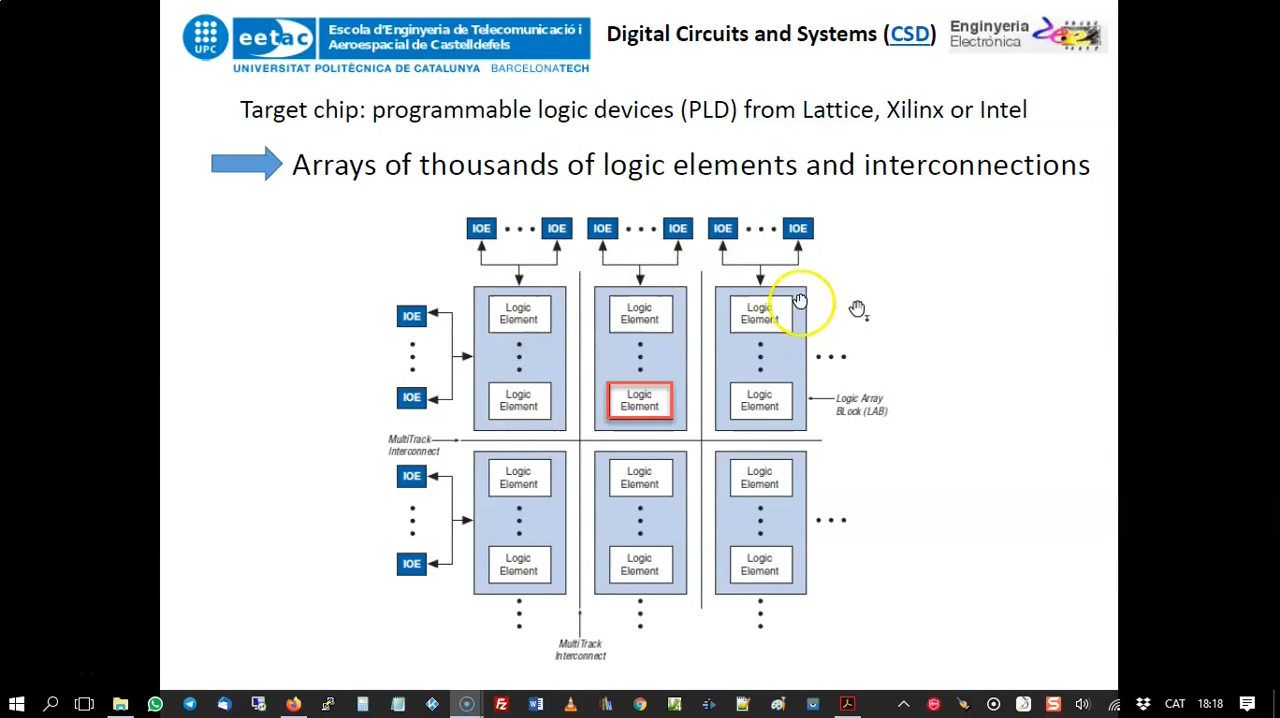 UPC
eetac
Escola d'Enginyeria de Telecomunicació i
Aeroespacial de Castelldefels
UNIVERSITAT POLITÈCNICA DE CATALUNYA BARCELONATECH
Digital Circuits and Systems (CSD)
Enginyeria
Electrònica
Target chip: programmable logic devices (PLD) from Lattice, Xilinx or Intel
Arrays of thousands of logic elements and interconnections
IOE IOE IOE IOE IOE IOE
IOE
Logic
Element
Logic
Element
Logic
Element
IOE
Logic
Element
Logic
Element
Logic
Element
Logic Array
BLock (LAB)
MultiTrack
Interconnect
IOE
Logic
Element
Logic
Element
Logic
Element
IOE
Logic
Element
Logic
Element
Logic
Element
MultiTrack
Interconnect
CAT 18:18